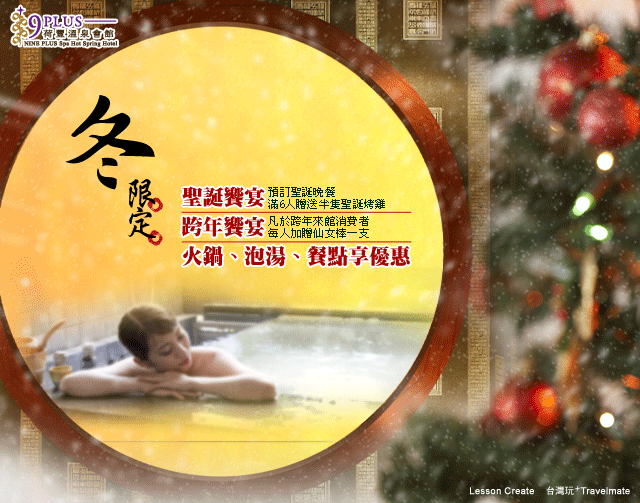 9PLUS
荷豐溫泉會館
NINE PLUS Spa Hot Spring Hotel
冬
限定
聖誕饗宴 預訂聖誕晚餐
滿6人贈送半隻聖誕烤雞
跨年饗宴 凡於跨年來館消費者
每人加贈仙女棒一支
火鍋、泡湯、餐點享優惠
Lesson Create 台灣玩+Travelmate